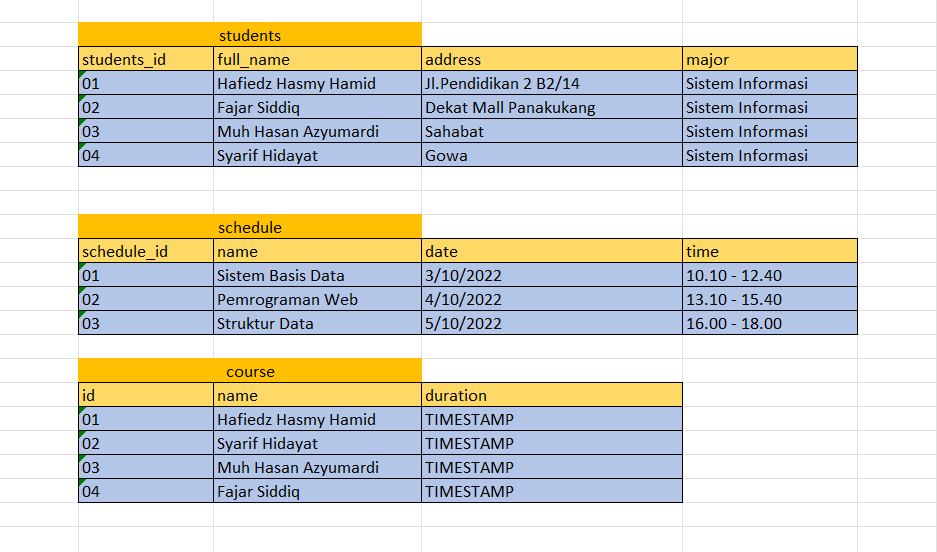 students
students_id full_name address major
01 Hafiedz Hasmy Hamid Jl.Pendidikan 2 B2/14 Sistem Informasi
02 Fajar Siddiq Dekat Mall Panakukang Sistem Informasi
03 Muh Hasan Azyumardi Sahabat Sistem Informasi
04 Syarif Hidayat Gowa Sistem Informasi
schedule
schedule_id name date time
01 Sistem Basis Data 3/10/2022 10.10 - 12.40
02 Pemrograman Web 4/10/2022 13.10 - 15.40
03 Struktur Data 5/10/2022 16.00 - 18.00
course
id name duration
01 Hafiedz Hasmy Hamid TIMESTAMP
02 Syarif Hidayat TIMESTAMP
03 Muh Hasan Azyumardi TIMESTAMP
04 Fajar Siddiq TIMESTAMP